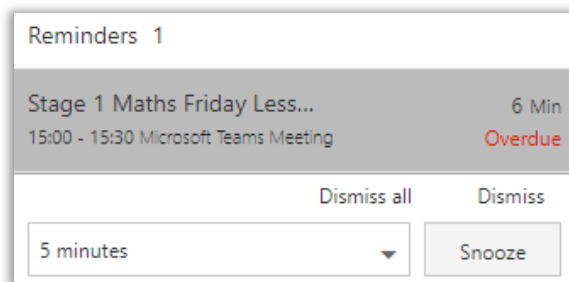 Reminders 1
Stage 1 Maths Friday Less... 6 Min
15:00 - 15:30 Microsoft Teams Meeting Overdue
Dismiss all Dismiss
5 minutes Snooze